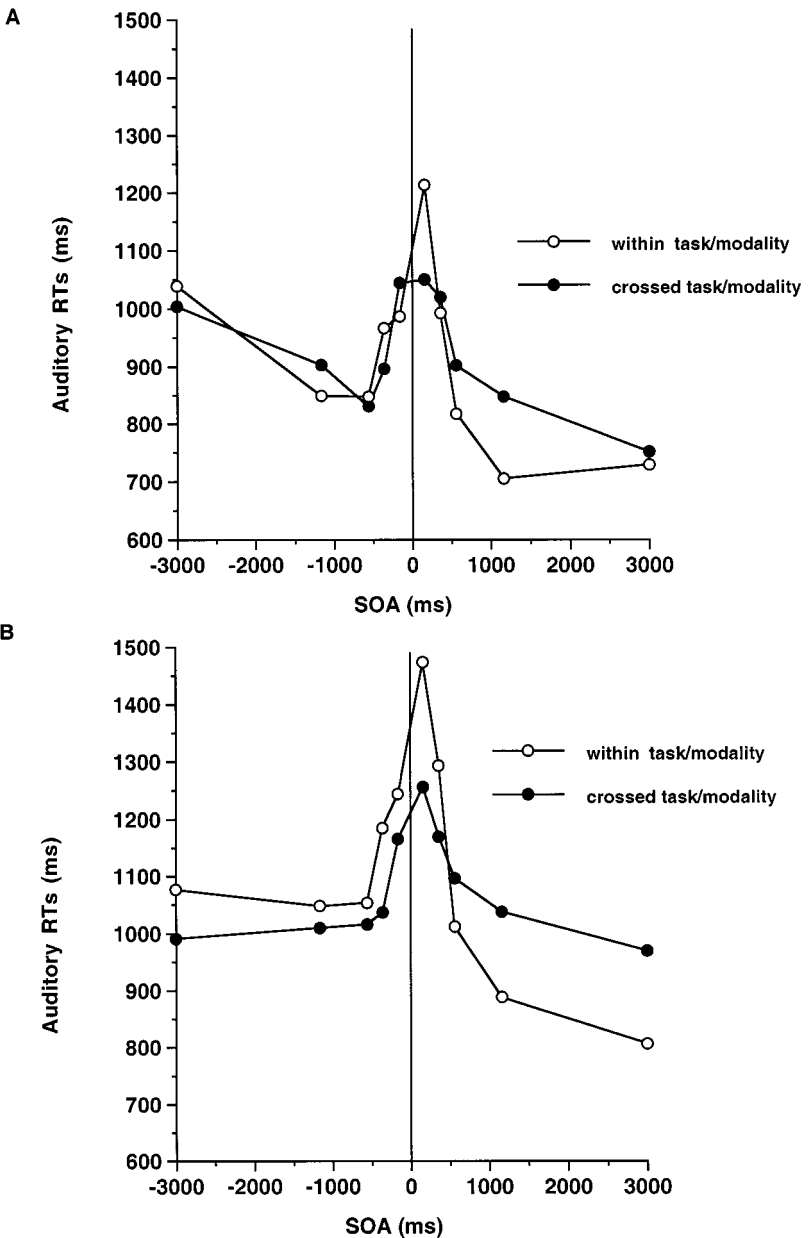 A
1500
1400
1300
1200
1100
1000
900
800
700
600
Auditory RTs (ms)
within task/modality
crossed task/modality
-3000 -2000 -1000 0 1000 2000 3000
SOA (ms)
B
1500
1400
1300
1200
1100
1000
900
800
700
600
Auditory RTs (ms)
within task/modality
crossed task/modality
-3000 -2000 -1000 0 1000 2000 3000
SOA (ms)